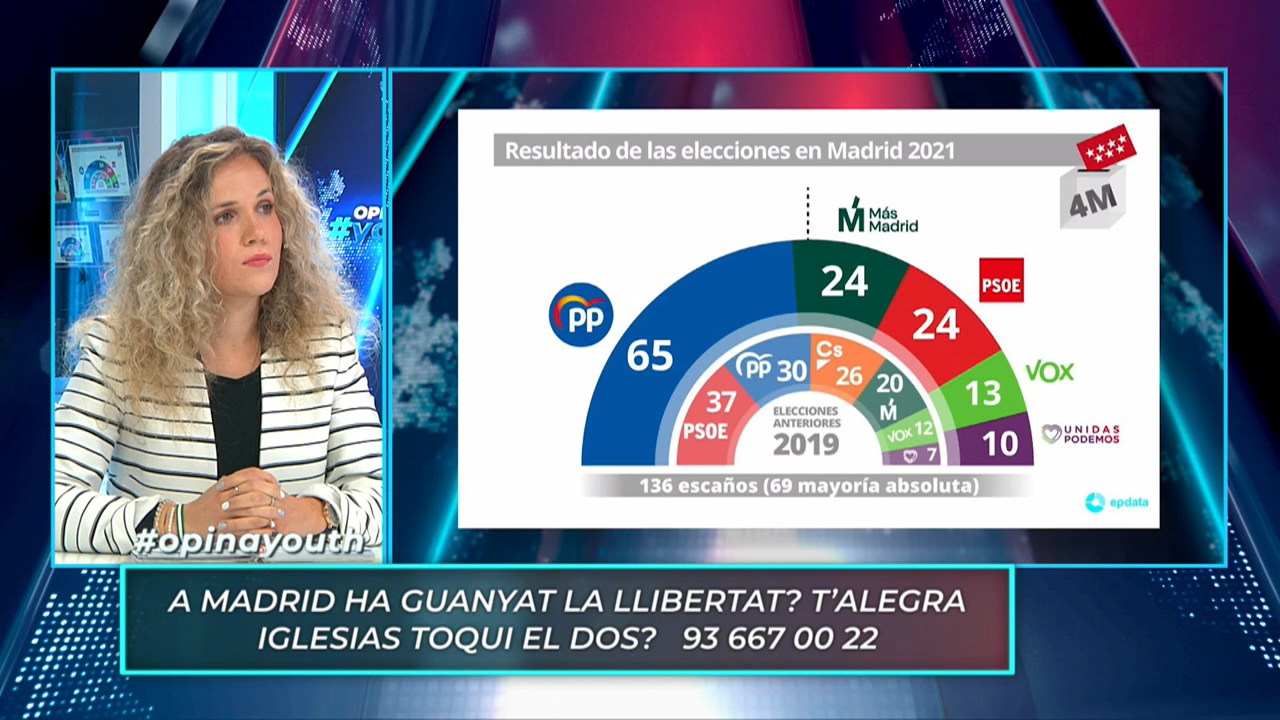 Resultado de las elecciones en Madrid 2021
4M
M Más
Madrid
24
PSOE
24
PP
65
VOX
13
UNIDAS
PODEMOS
10
PP 30
Cs
26
20
M
37
PSOE
VOX 12
7
ELECCIONES
ANTERIORES
2019
136 escaños (69 mayoría absoluta)
epdata
#opinayouth
A MADRID HA GUANYAT LA LLIBERTAT? T'ALEGRA
IGLESIAS TOQUI EL DOS? 93 667 00 22